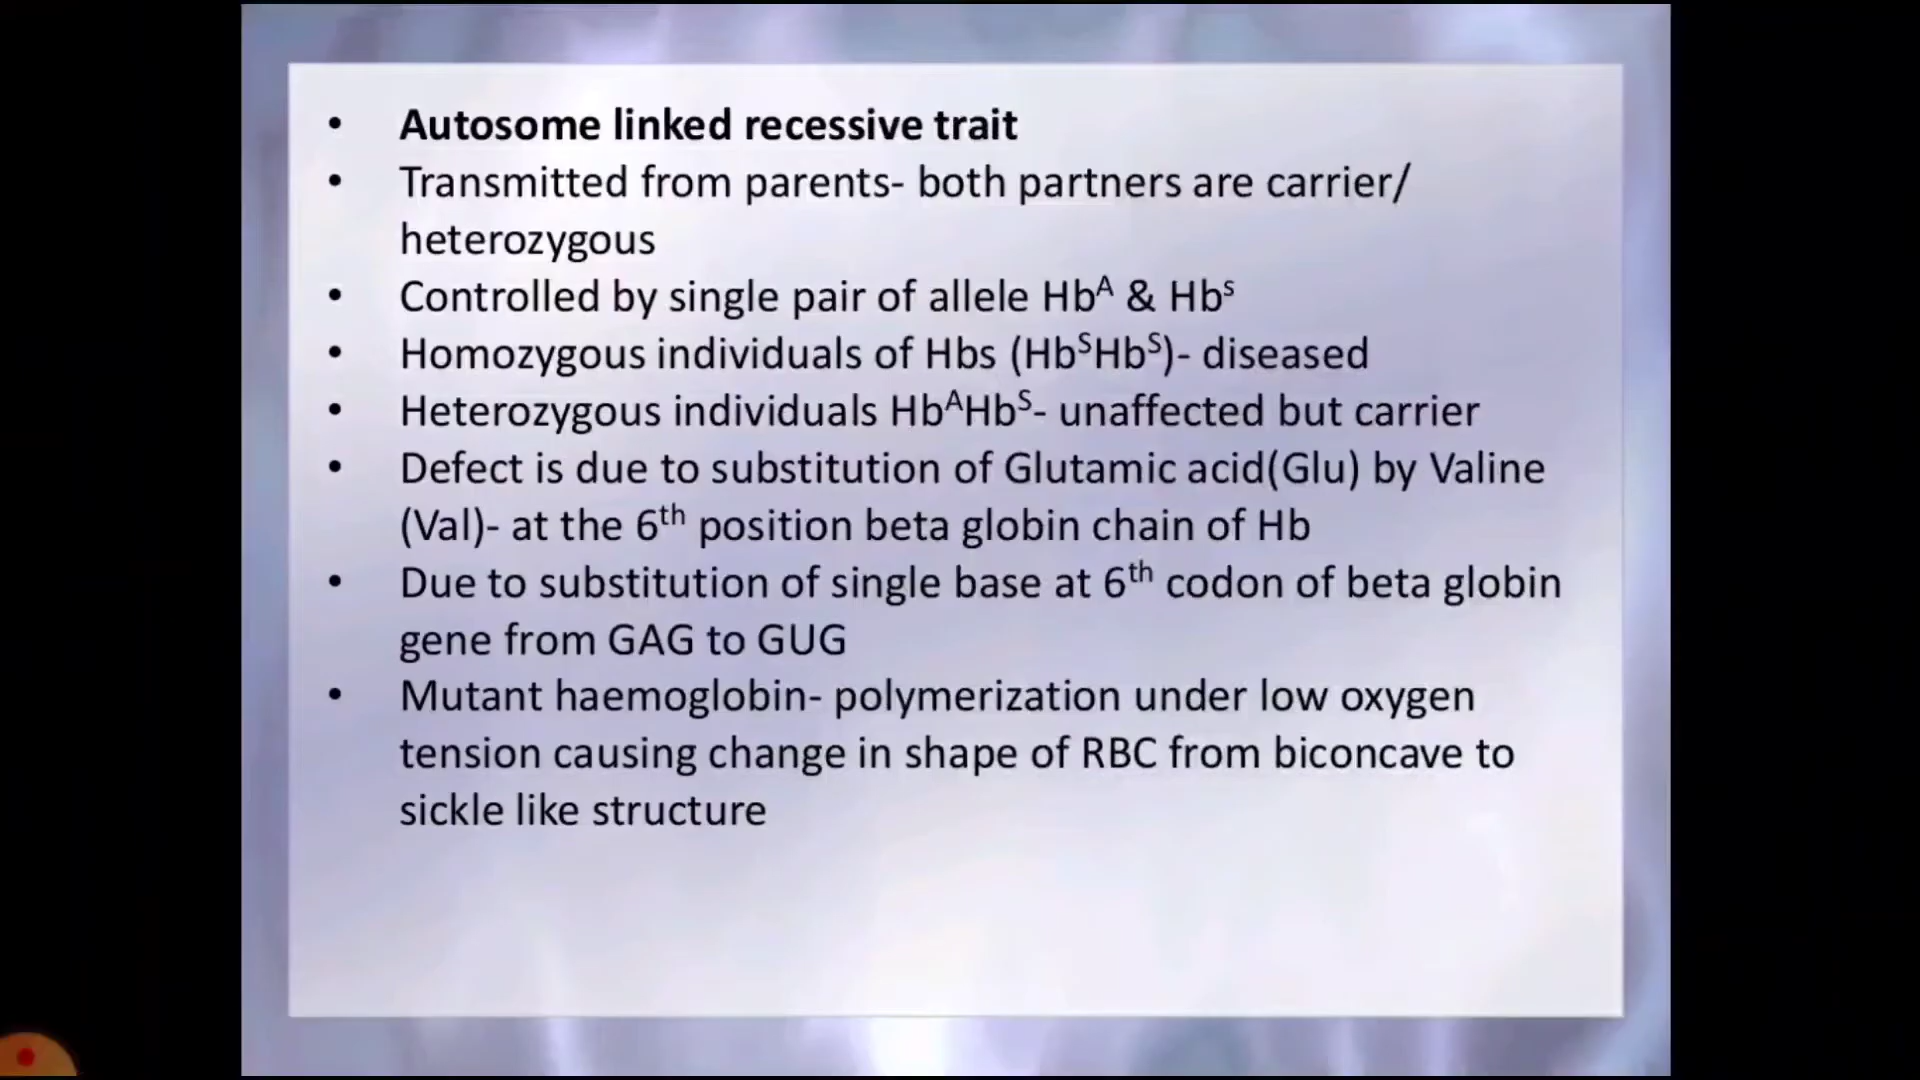 • Autosome linked recessive trait
• Transmitted from parents- both partners are carrier/
heterozygous
• Controlled by single pair of allele Hbᴬ & Hbˢ
• Homozygous individuals of Hbs (HbSHbS)- diseased
• Heterozygous individuals HbAHbS- unaffected but carrier
• Defect is due to substitution of Glutamic acid(Glu) by Valine
(Val)- at the 6th position beta globin chain of Hb
• Due to substitution of single base at 6th codon of beta globin
gene from GAG to GUG
• Mutant haemoglobin- polymerization under low oxygen
tension causing change in shape of RBC from biconcave to
sickle like structure